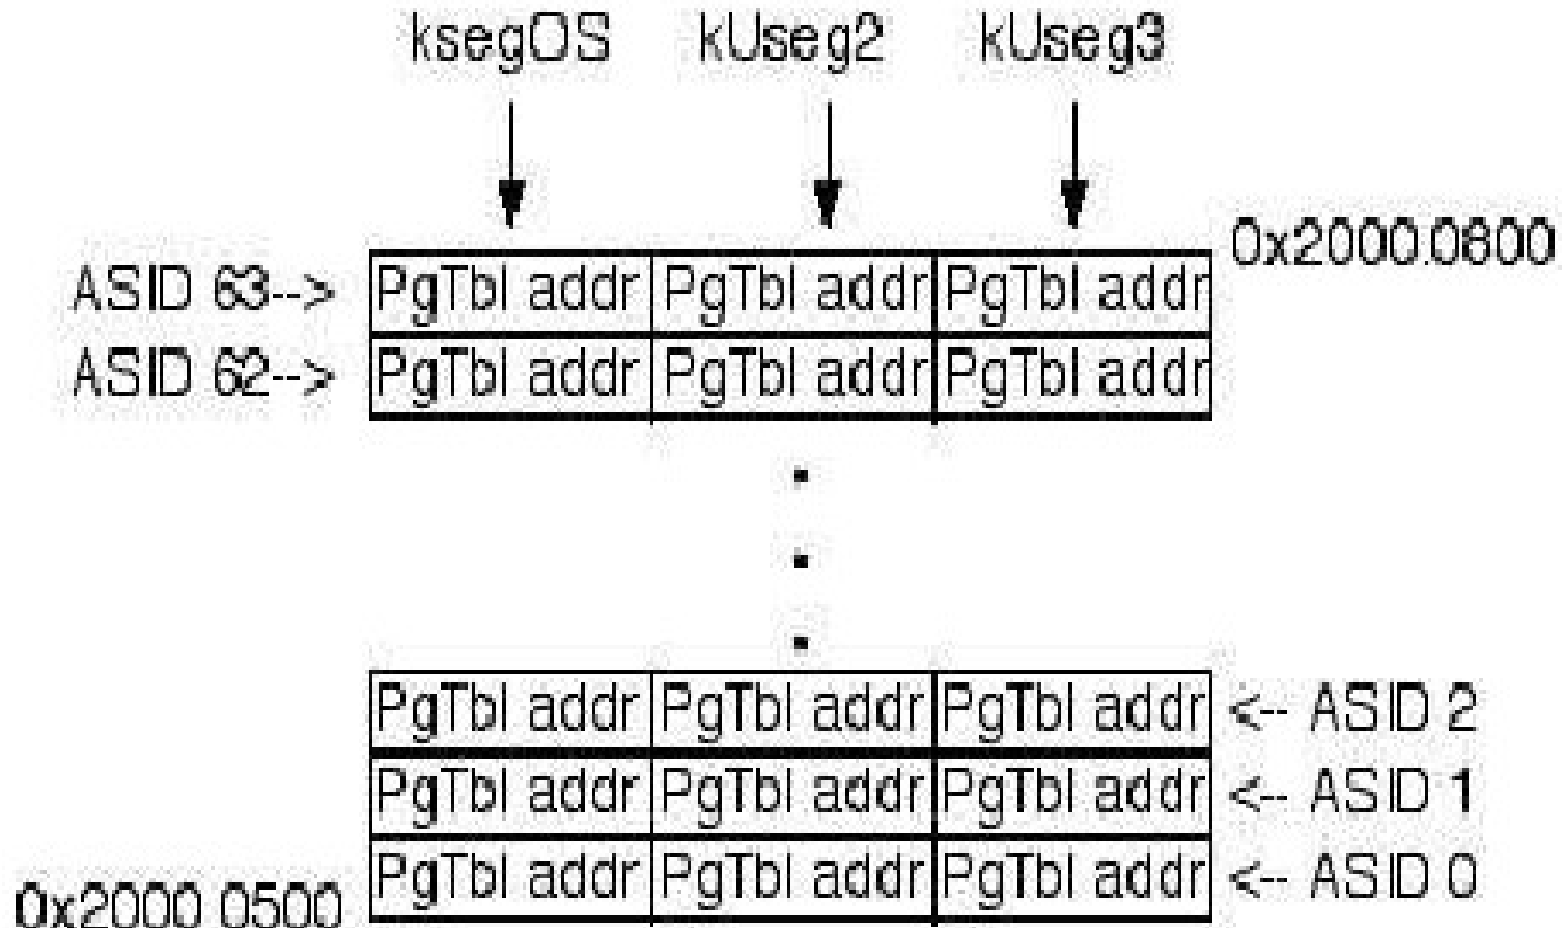 ksegOS kUseg2 kUseg3
0x2000.0800
ASID 63--> PgTbl addr PgTbl addr PgTbl addr
ASID 62--> PgTbl addr PgTbl addr PgTbl addr
PgTbl addr PgTbl addr PgTbl addr <-- ASID 2
PgTbl addr PgTbl addr PgTbl addr <-- ASID 1
PgTbl addr PgTbl addr PgTbl addr <-- ASID 0
0x2000.0500